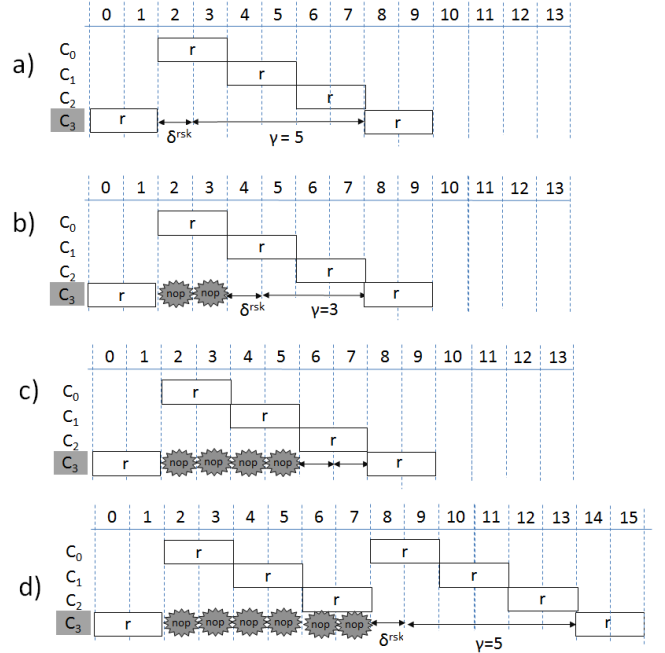 0 1 2 3 4 5 6 7 8 9 10 11 12 13
a)
C0 r
C1 r
C2 r
C3 r δrsk γ = 5 r
0 1 2 3 4 5 6 7 8 9 10 11 12 13
b)
C0 r
C1 r
C2 r
C3 r nop nop δrsk γ=3 r
0 1 2 3 4 5 6 7 8 9 10 11 12 13
c)
C0 r
C1 r
C2 r
C3 r nop nop nop nop r
0 1 2 3 4 5 6 7 8 9 10 11 12 13 14 15
d)
C0 r r
C1 r r
C2 r r
C3 r nop nop nop nop nop nop δrsk γ=5 r